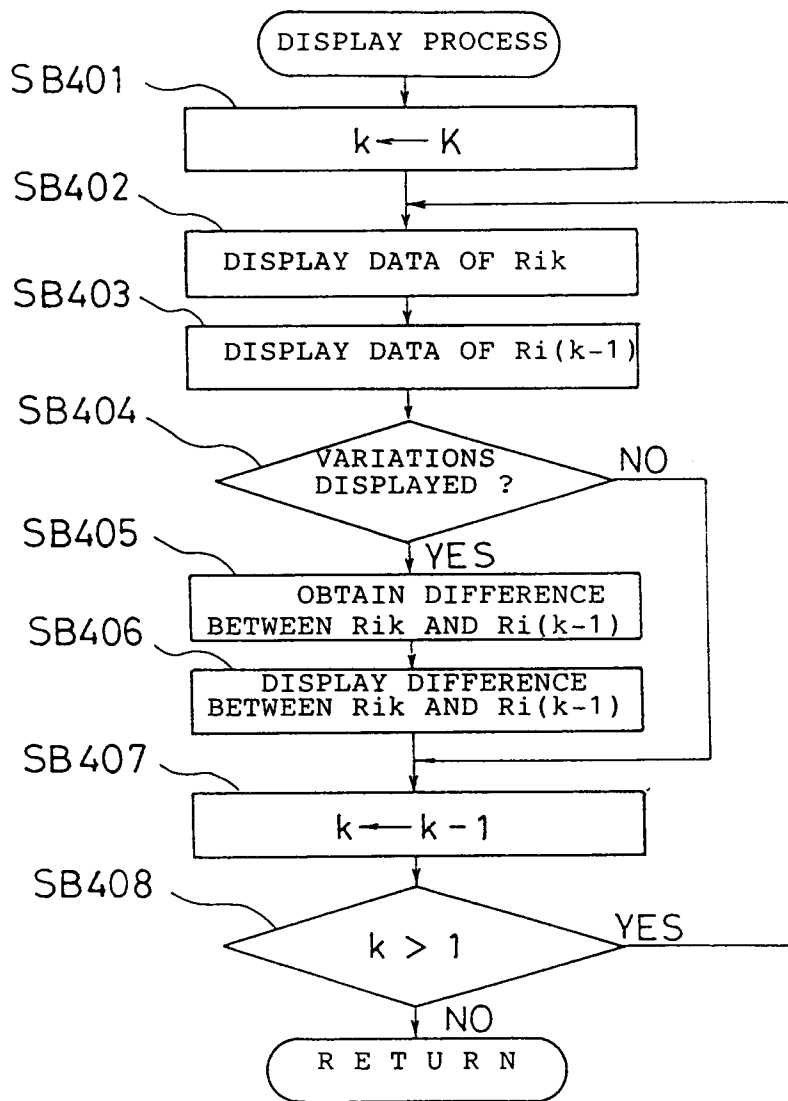 DISPLAY PROCESS
SB401
k ← K
SB402
DISPLAY DATA OF Rik
SB403
DISPLAY DATA OF Ri(k-1)
SB404
VARIATIONS
DISPLAYED ?
NO
YES
SB405
OBTAIN DIFFERENCE
BETWEEN Rik AND Ri(k-1)
SB406
DISPLAY DIFFERENCE
BETWEEN Rik AND Ri(k-1)
SB407
k ← k - 1
SB408
k > 1
YES
NO
R E T U R N